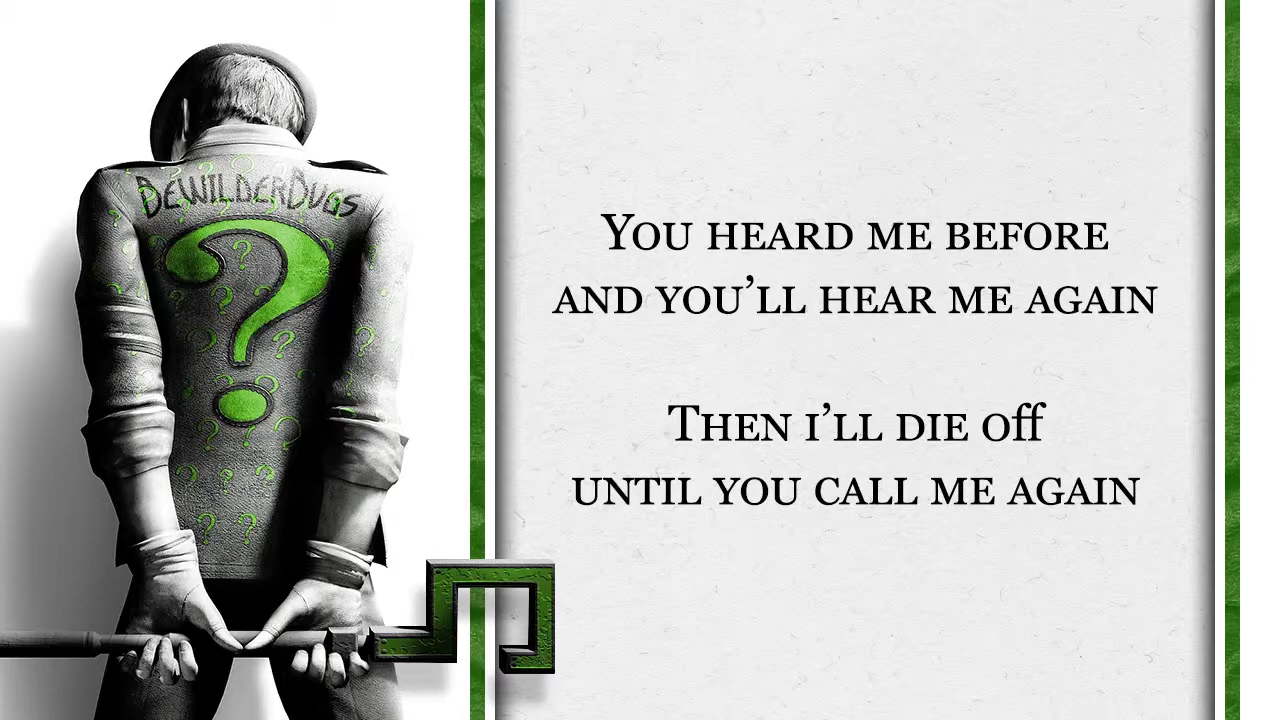 BEWILDERBUGS
?
YOU HEARD ME BEFORE
AND YOU'LL HEAR ME AGAIN
THEN I'LL DIE Off
UNTIL YOU CALL ME AGAIN